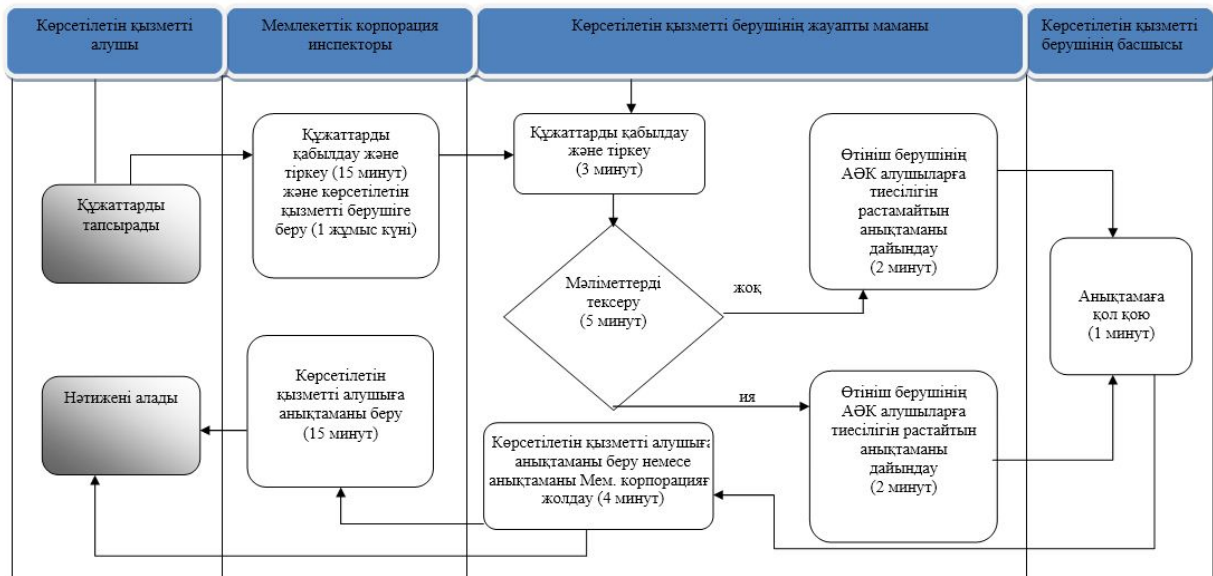 Көрсетілетін қызметті
алушы
Мемлекеттік корпорация
инспекторы
Көрсетілетін қызметті берушінің жауапты маманы
Көрсетілетін қызметті
берушінің басшысы
Құжаттарды
тапсырады
Құжаттарды
қабылдау және
тіркеу (15 минут)
және көрсетілетін
қызметті берушіге
беру (1 жұмыс күні)
Құжаттарды қабылдау
және тіркеу
(3 минут)
Өтініш берушінің
АӘК алушыларға
тиесілігін
растамайтын
анықтаманы
дайындау
(2 минут)
Мәліметтерді
тексеру
(5 минут)
жоқ
Анықтамаға
қол қою
(1 минут)
Нәтижені алады
Көрсетілетін
қызметті алушыға
анықтаманы беру
(15 минут)
ия
Өтініш берушінің
АӘК алушыларға
тиесілігін растайтын
анықтаманы
дайындау
(2 минут)
Көрсетілетін қызметті алушыға
анықтаманы беру немесе
анықтаманы Мем. корпорацияғ
жолдау (4 минут)